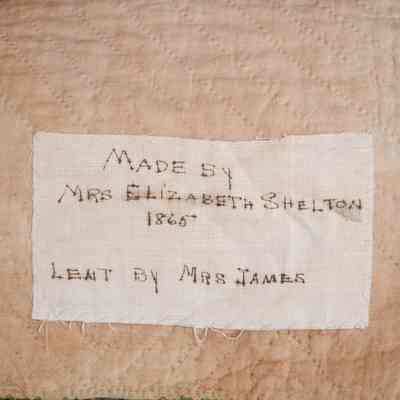 MADE BY
MRS ELIZABETH SHELTON
1865
LENT BY MRS JAMES